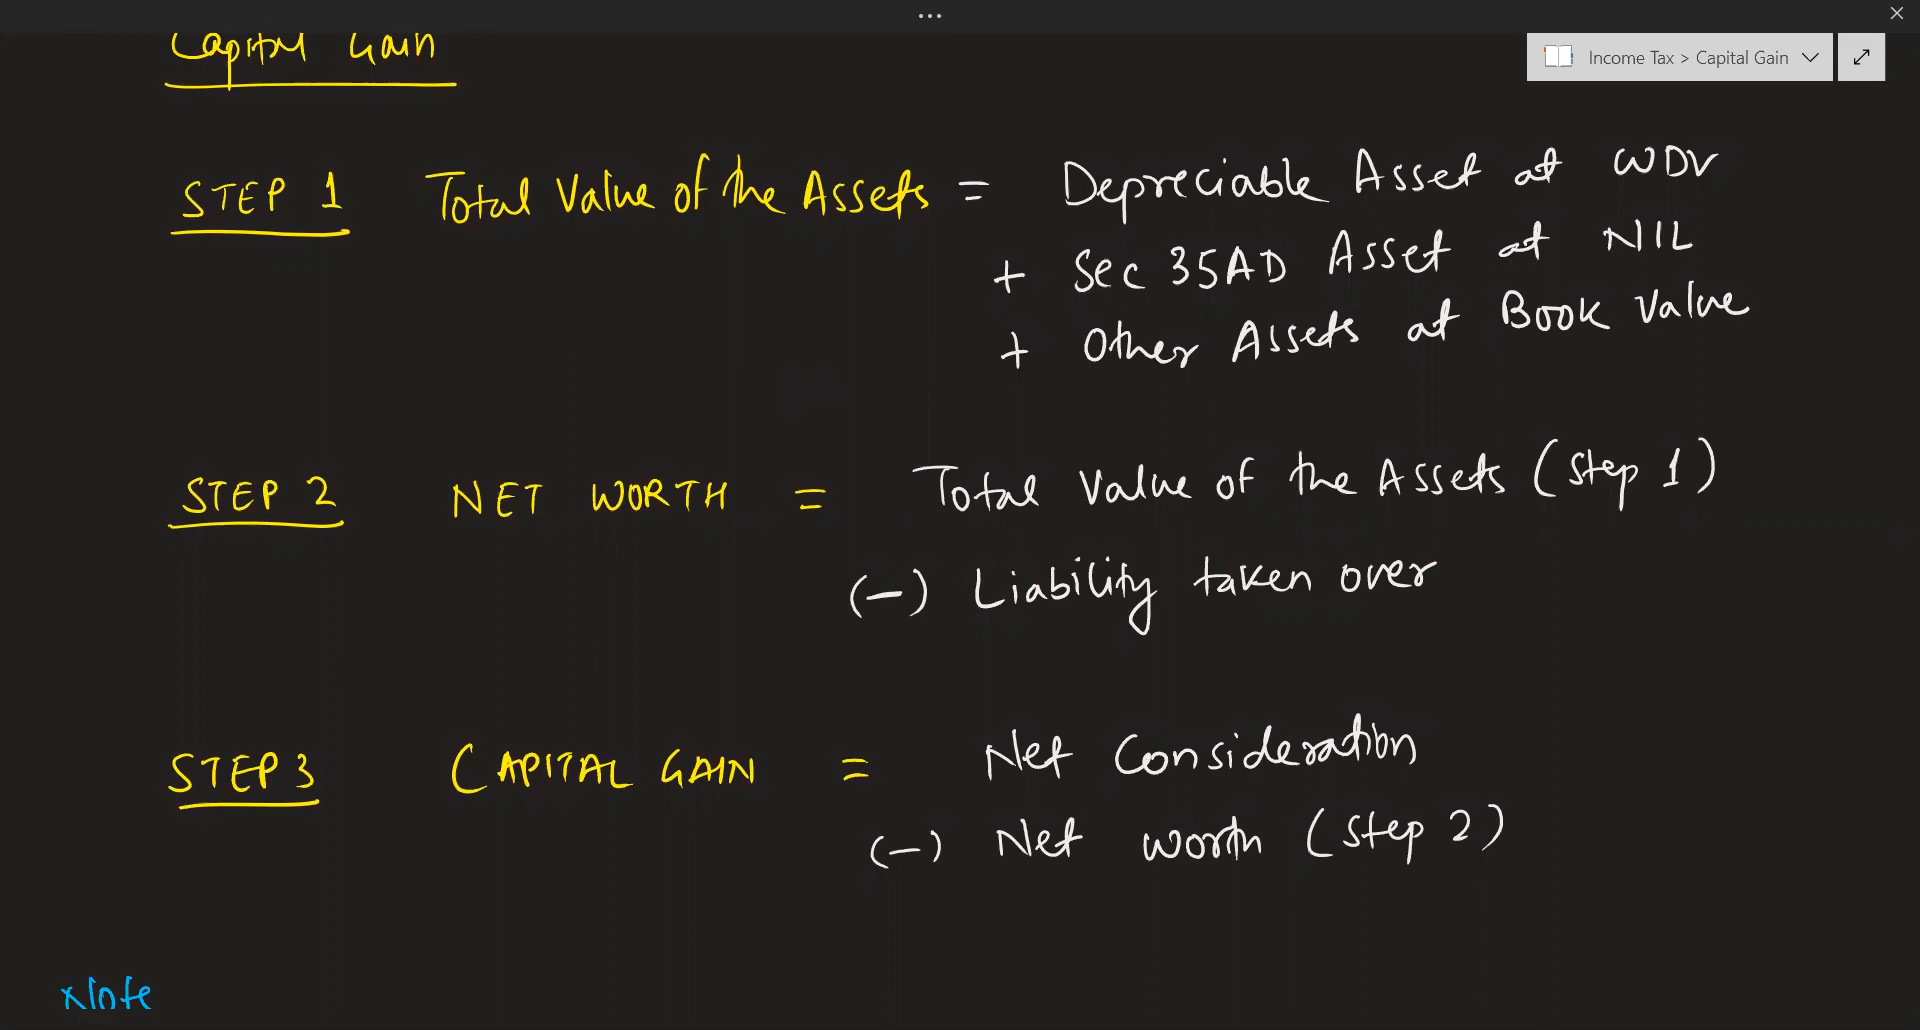 ...
Income Tax > Capital Gain
Capital Gain
STEP 1 Total Value of the Assets = Depreciable Asset at WDV
+ Sec 35AD Asset at NIL
+ Other Assets at Book Value
STEP 2 NET WORTH = Total Value of the Assets (Step 1)
(-) Liability taken over
STEP 3 CAPITAL GAIN = Net Consideration
(-) Net Worth (Step 2)
Note